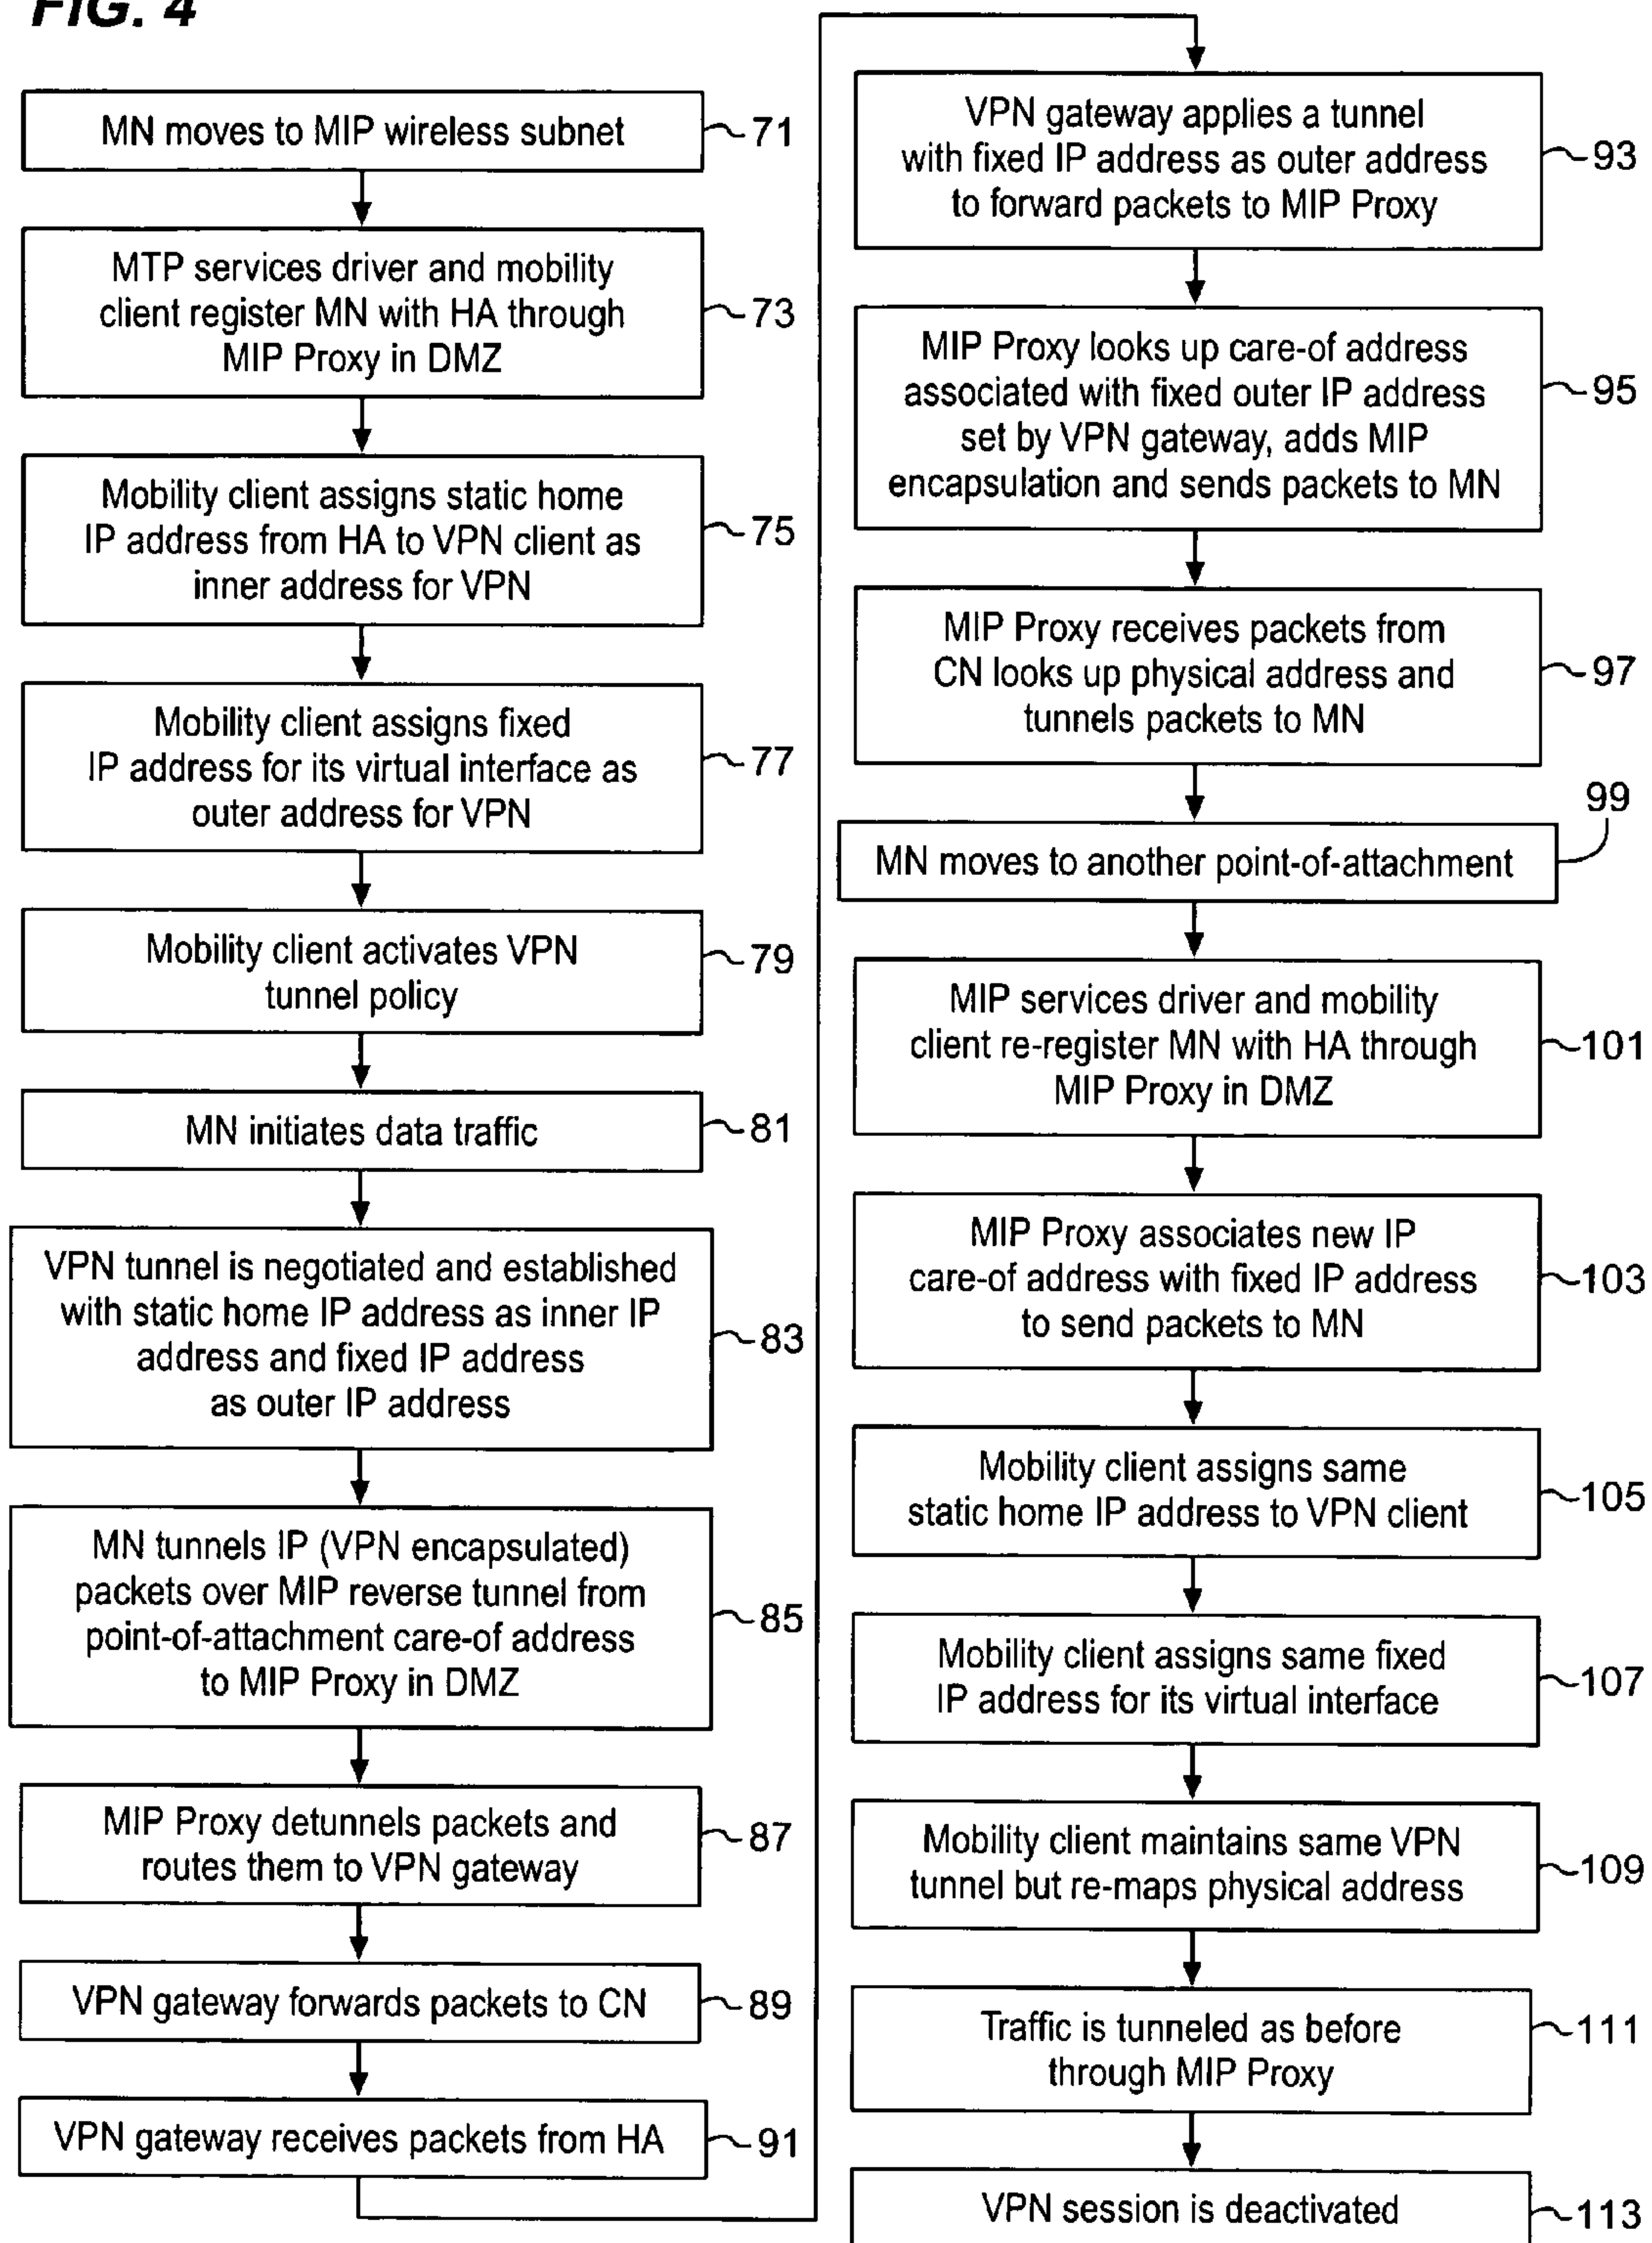 FIG. 4
MN moves to MIP wireless subnet
71
MTP services driver and mobility
client register MN with HA through
MIP Proxy in DMZ
73
Mobility client assigns static home
IP address from HA to VPN client as
inner address for VPN
75
Mobility client assigns fixed
IP address for its virtual interface as
outer address for VPN
77
Mobility client activates VPN
tunnel policy
79
MN initiates data traffic
81
VPN tunnel is negotiated and established
with static home IP address as inner IP
address and fixed IP address
as outer IP address
83
MN tunnels IP (VPN encapsulated)
packets over MIP reverse tunnel from
point-of-attachment care-of address
to MIP Proxy in DMZ
85
MIP Proxy detunnels packets and
routes them to VPN gateway
87
VPN gateway forwards packets to CN
89
VPN gateway receives packets from HA
91
VPN gateway applies a tunnel
with fixed IP address as outer address
to forward packets to MIP Proxy
93
MIP Proxy looks up care-of address
associated with fixed outer IP address
set by VPN gateway, adds MIP
encapsulation and sends packets to MN
95
MIP Proxy receives packets from
CN looks up physical address and
tunnels packets to MN
97
MN moves to another point-of-attachment
99
MIP services driver and mobility
client re-register MN with HA through
MIP Proxy in DMZ
101
MIP Proxy associates new IP
care-of address with fixed IP address
to send packets to MN
103
Mobility client assigns same
static home IP address to VPN client
105
Mobility client assigns same fixed
IP address for its virtual interface
107
Mobility client maintains same VPN
tunnel but re-maps physical address
109
Traffic is tunneled as before
through MIP Proxy
111
VPN session is deactivated
113